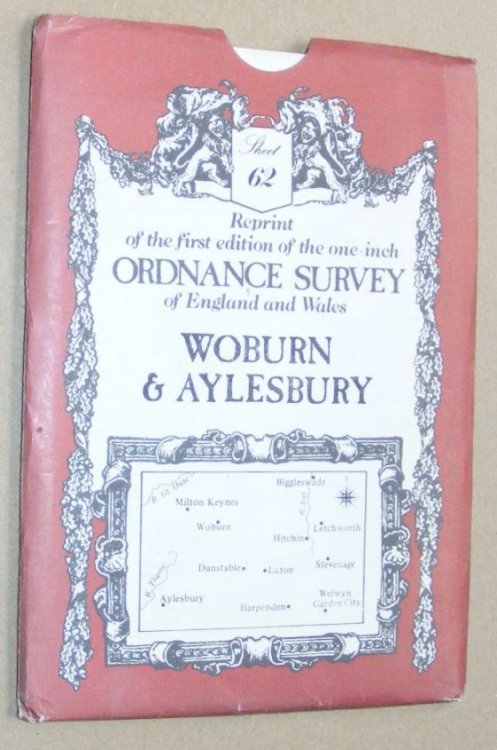 Sheet
62
Reprint
of the first edition of the one-inch
ORDNANCE SURVEY
of England and Wales
WOBURN
& AYLESBURY
Biggleswade
R. Gt. Ouse
Milton Keynes
R. Ivel
Woburn
Letchworth
Hitchin
Stevenage
Dunstable
Luton
R. Thame
Aylesbury
Welwyn
Garden City
Harpenden